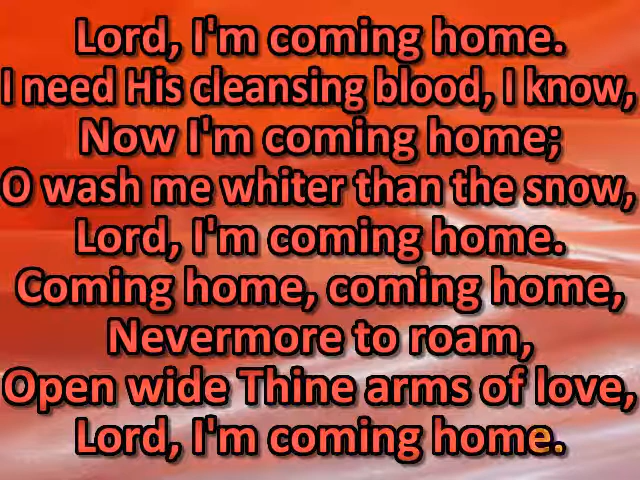 Lord, I'm coming home.
I need His cleansing blood, I know,
Now I'm coming home;
O wash me whiter than the snow,
Lord, I'm coming home.
Coming home, coming home,
Nevermore to roam,
Open wide Thine arms of love,
Lord, I'm coming home.